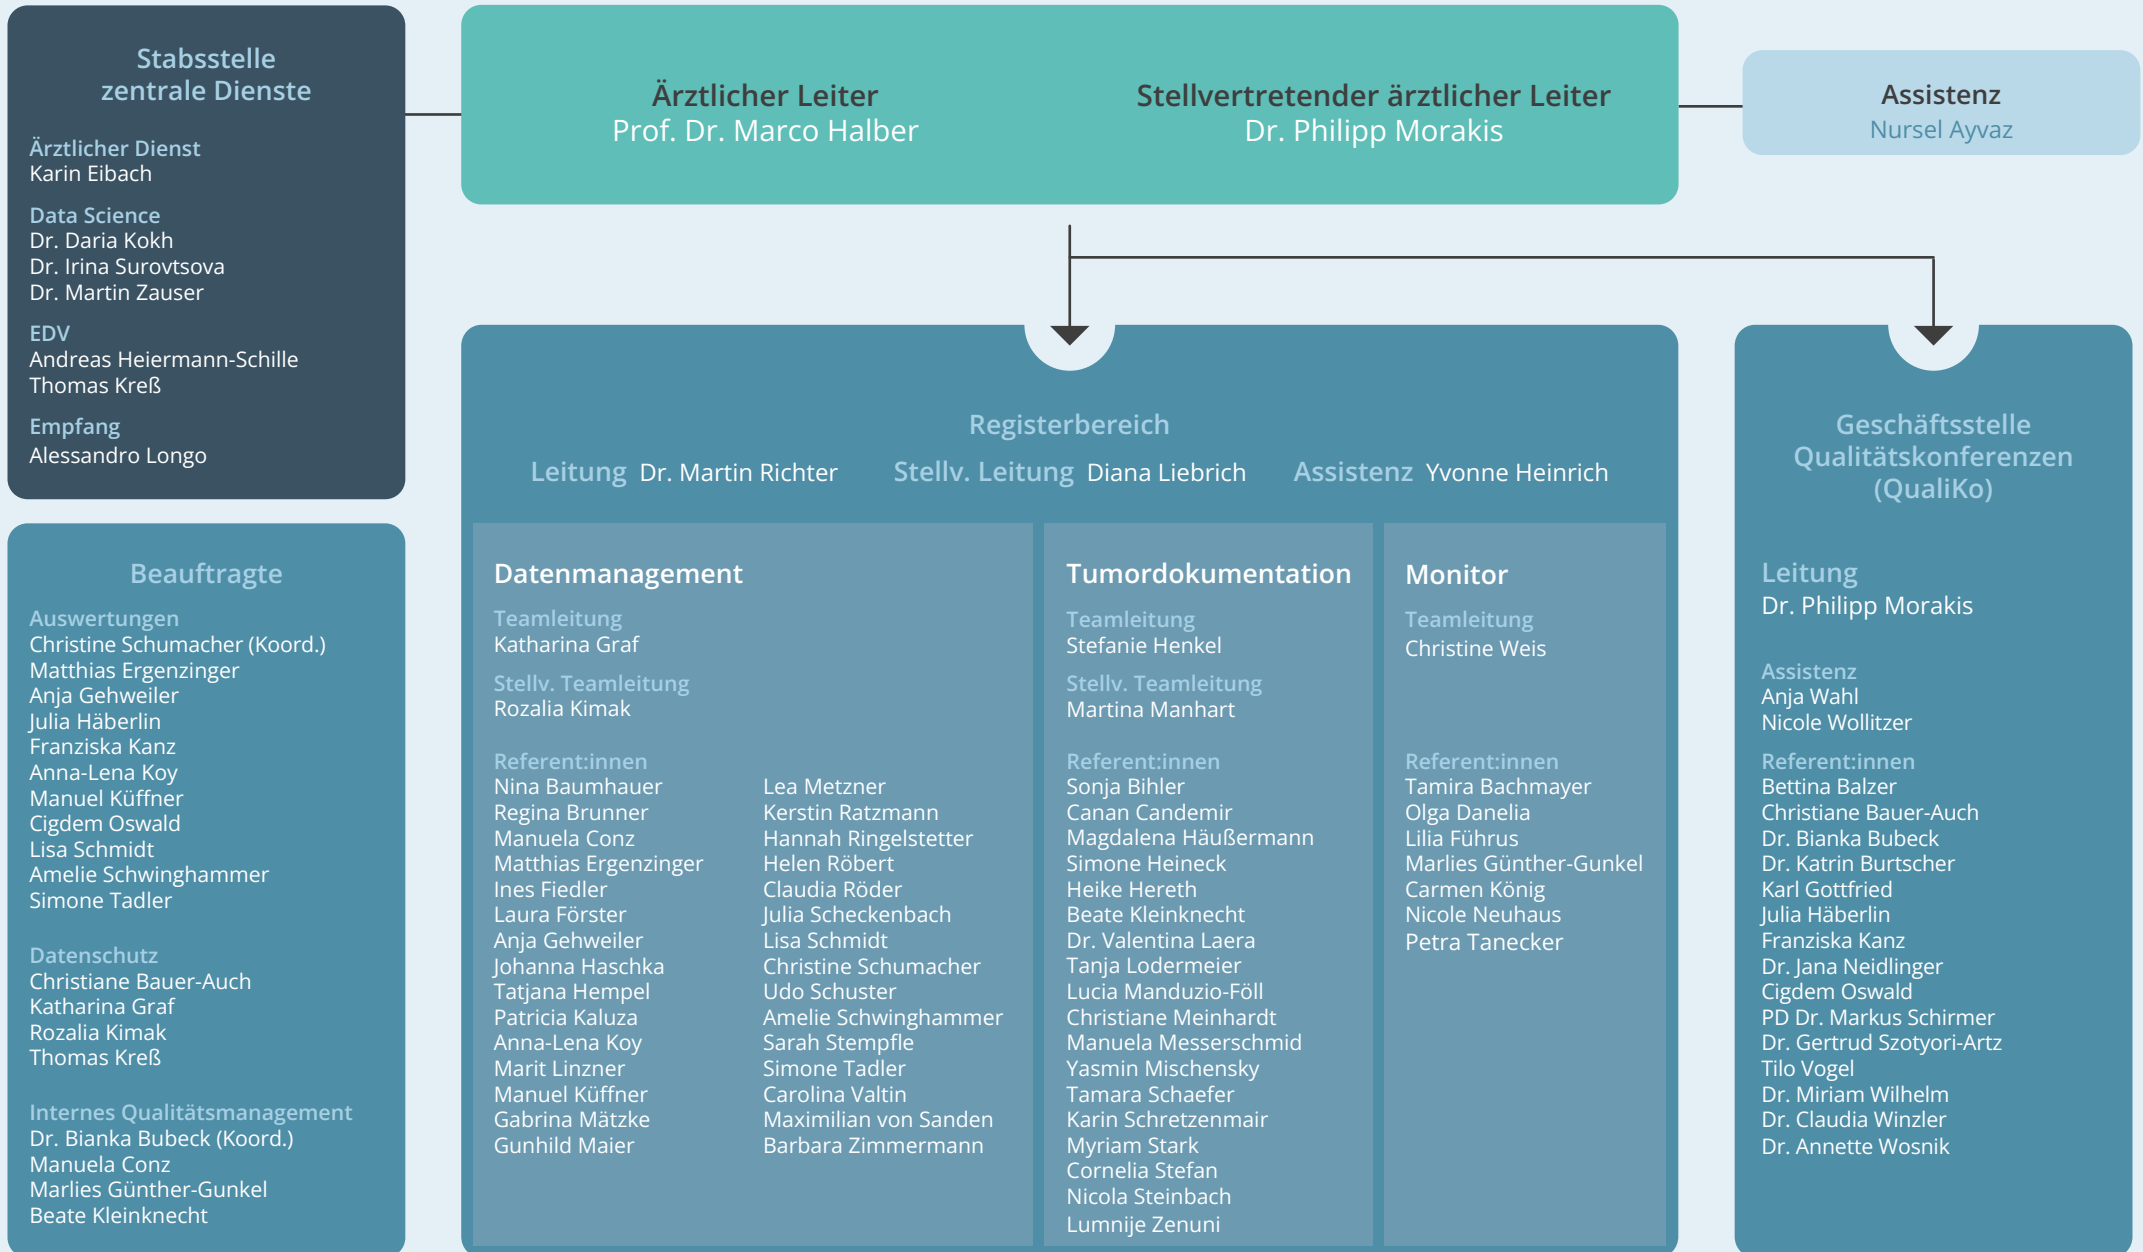 Stabsstelle
zentrale Dienste
Ärztlicher Dienst
Karin Eibach
Data Science
Dr. Daria Kokh
Dr. Irina Surovtsova
Dr. Martin Zauser
EDV
Andreas Heiermann-Schille
Thomas Kreß
Empfang
Alessandro Longo
Ärztlicher Leiter
Prof. Dr. Marco Halber
Stellvertretender ärztlicher Leiter
Dr. Philipp Morakis
Assistenz
Nursel Ayvaz
Beauftragte
Auswertungen
Christine Schumacher (Koord.)
Matthias Ergenzinger
Anja Gehweiler
Julia Häberlin
Franziska Kanz
Anna-Lena Koy
Manuel Küffner
Cigdem Oswald
Lisa Schmidt
Amelie Schwinghammer
Simone Tadler
Datenschutz
Christiane Bauer-Auch
Katharina Graf
Rozalia Kimak
Thomas Kreß
Internes Qualitätsmanagement
Dr. Bianka Bubeck (Koord.)
Manuela Conz
Marlies Günther-Gunkel
Beate Kleinknecht
Registerbereich
Leitung Dr. Martin Richter Stellv. Leitung Diana Liebrich Assistenz Yvonne Heinrich
Datenmanagement
Teamleitung
Katharina Graf
Stellv. Teamleitung
Rozalia Kimak
Referent:innen
Nina Baumhauer
Regina Brunner
Manuela Conz
Matthias Ergenzinger
Ines Fiedler
Laura Förster
Anja Gehweiler
Johanna Haschka
Tatjana Hempel
Patricia Kaluza
Anna-Lena Koy
Marit Linzner
Manuel Küffner
Gabrina Mätzke
Gunhild Maier
Lea Metzner
Kerstin Ratzmann
Hannah Ringelstetter
Helen Röbert
Claudia Röder
Julia Scheckenbach
Lisa Schmidt
Christine Schumacher
Udo Schuster
Amelie Schwinghammer
Sarah Stempfle
Simone Tadler
Carolina Valtin
Maximilian von Sanden
Barbara Zimmermann
Tumordokumentation
Teamleitung
Stefanie Henkel
Stellv. Teamleitung
Martina Manhart
Referent:innen
Sonja Bihler
Canan Candemir
Magdalena Häußermann
Simone Heineck
Heike Hereth
Beate Kleinknecht
Dr. Valentina Laera
Tanja Lodermeier
Lucia Manduzio-Föll
Christiane Meinhardt
Manuela Messerschmid
Yasmin Mischensky
Tamara Schaefer
Karin Schretzenmair
Myriam Stark
Cornelia Stefan
Nicola Steinbach
Lumnije Zenuni
Monitor
Teamleitung
Christine Weis
Referent:innen
Tamira Bachmayer
Olga Danelia
Lilia Führus
Marlies Günther-Gunkel
Carmen König
Nicole Neuhaus
Petra Tanecker
Geschäftsstelle
Qualitätskonferenzen
(QualiKo)
Leitung
Dr. Philipp Morakis
Assistenz
Anja Wahl
Nicole Wollitzer
Referent:innen
Bettina Balzer
Christiane Bauer-Auch
Dr. Bianka Bubeck
Dr. Katrin Burtscher
Karl Gottfried
Julia Häberlin
Franziska Kanz
Dr. Jana Neidlinger
Cigdem Oswald
PD Dr. Markus Schirmer
Dr. Gertrud Szotyori-Artz
Tilo Vogel
Dr. Miriam Wilhelm
Dr. Claudia Winzler
Dr. Annette Wosnik